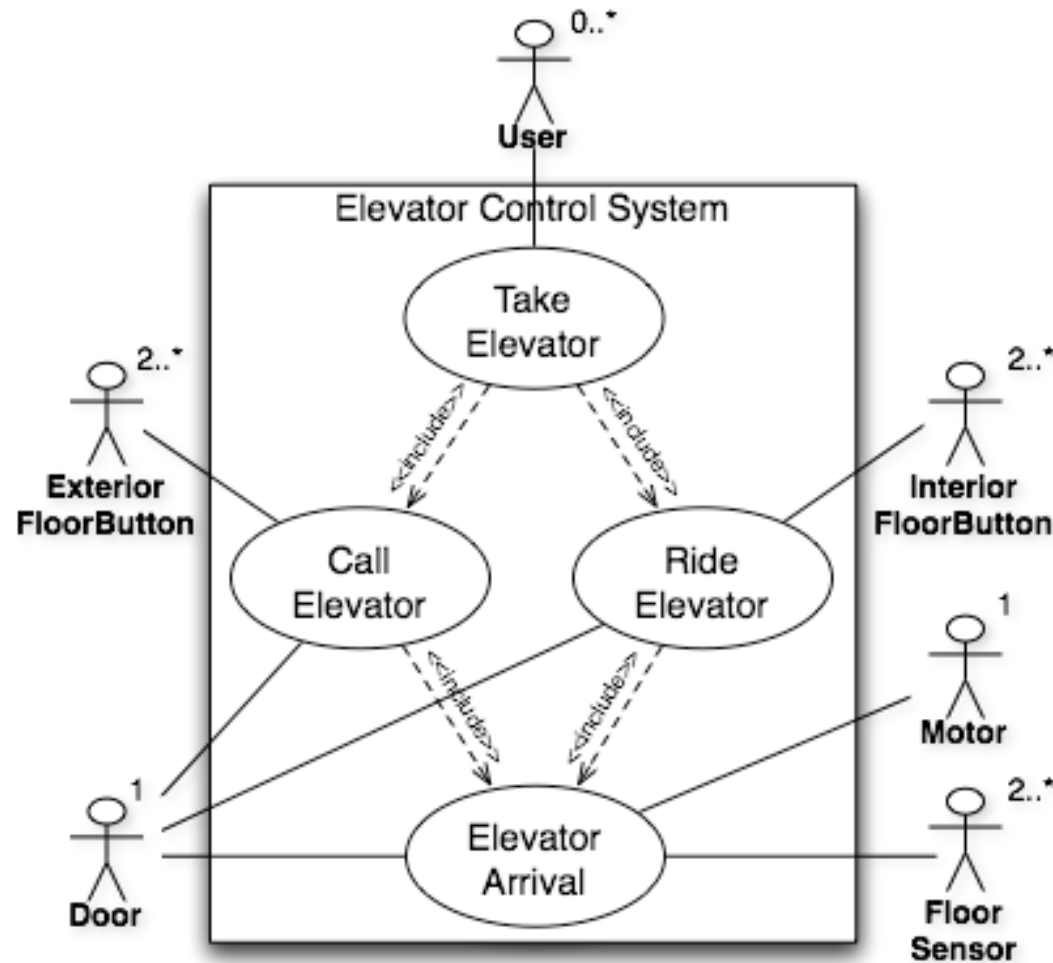 0..*
User
Elevator Control System
Take
Elevator
2..*
Exterior
FloorButton
<<include>>
<<include>>
2..*
Interior
FloorButton
Call
Elevator
Ride
Elevator
1
Motor
<<include>>
<<include>>
1
Door
Elevator
Arrival
2..*
Floor
Sensor